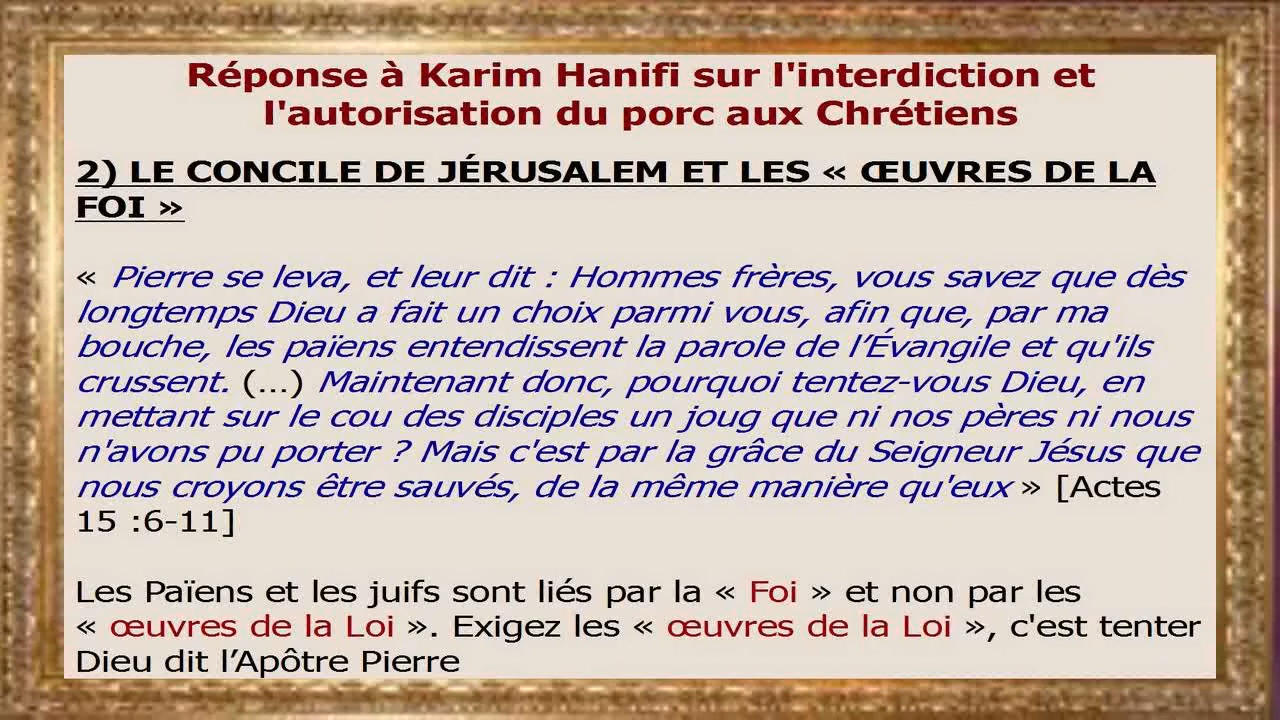 Réponse à Karim Hanifi sur l'interdiction et
l'autorisation du porc aux Chrétiens
2) LE CONCILE DE JÉRUSALEM ET LES « ŒUVRES DE LA
FOI »
« Pierre se leva, et leur dit : Hommes frères, vous savez que dès
longtemps Dieu a fait un choix parmi vous, afin que, par ma
bouche, les païens entendissent la parole de l’Évangile et qu'ils
crussent. (…) Maintenant donc, pourquoi tentez-vous Dieu, en
mettant sur le cou des disciples un joug que ni nos pères ni nous
n'avons pu porter ? Mais c'est par la grâce du Seigneur Jésus que
nous croyons être sauvés, de la même manière qu'eux » [Actes
15 :6-11]
Les Païens et les juifs sont liés par la « Foi » et non par les
« œuvres de la Loi ». Exigez les « œuvres de la Loi », c'est tenter
Dieu dit l’Apôtre Pierre